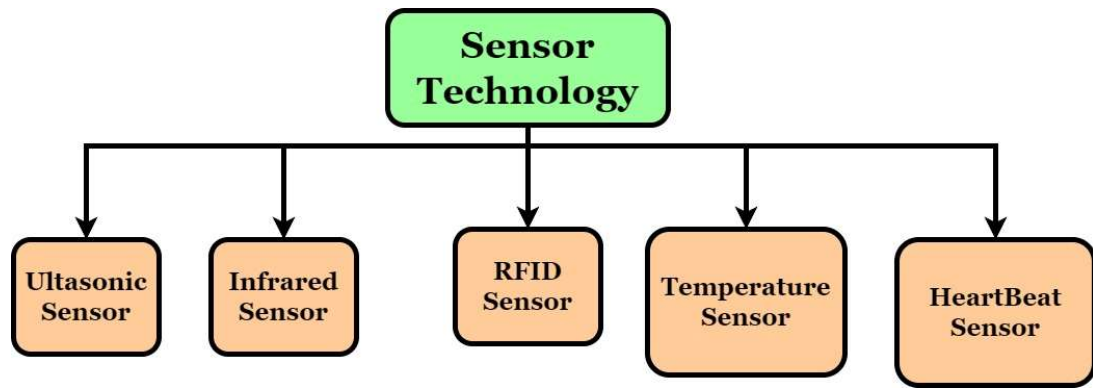 Sensor
Technology
Ultasonic
Sensor
Infrared
Sensor
RFID
Sensor
Temperature
Sensor
HeartBeat
Sensor